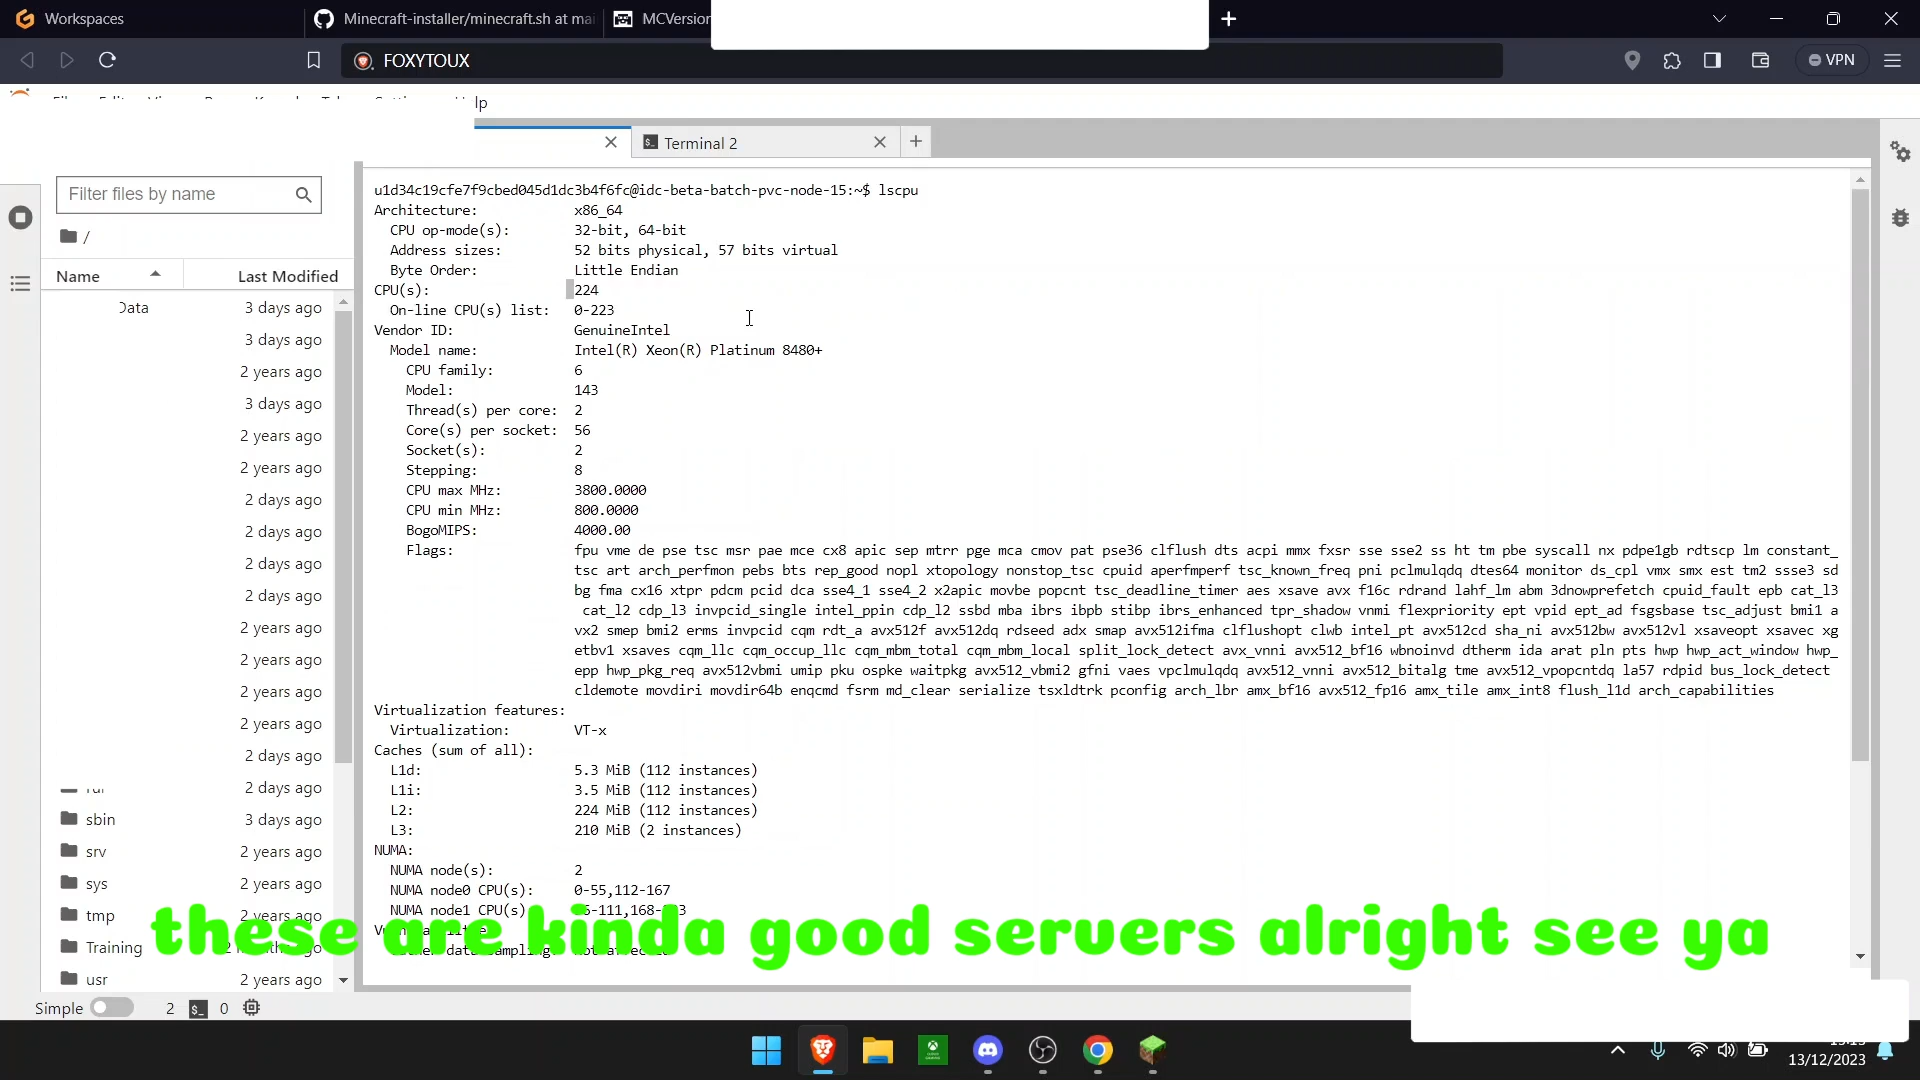 Workspaces
Minecraft-installer/minecraft.sh at mai
MCVersion
FOXYTOUX
VPN
lp
Terminal 2
Filter files by name
/
Name
Last Modified
Data
3 days ago
3 days ago
2 years ago
3 days ago
2 years ago
2 years ago
2 days ago
2 days ago
2 days ago
2 days ago
2 years ago
2 years ago
2 years ago
2 years ago
2 days ago
2 days ago
sbin
3 days ago
srv
2 years ago
sys
2 years ago
tmp
2 years ago
Training
usr
2 years ago
u1d34c19cfe7f9cbed045d1dc3b4f6fc@idc-beta-batch-pvc-node-15:~$ lscpu
Architecture: x86_64
CPU op-mode(s): 32-bit, 64-bit
Address sizes: 52 bits physical, 57 bits virtual
Byte Order: Little Endian
CPU(s): 224
On-line CPU(s) list: 0-223
Vendor ID: GenuineIntel
Model name: Intel(R) Xeon(R) Platinum 8480+
CPU family: 6
Model: 143
Thread(s) per core: 2
Core(s) per socket: 56
Socket(s): 2
Stepping: 8
CPU max MHz: 3800.0000
CPU min MHz: 800.0000
BogoMIPS: 4000.00
Flags: fpu vme de pse tsc msr pae mce cx8 apic sep mtrr pge mca cmov pat pse36 clflush dts acpi mmx fxsr sse sse2 ss ht tm pbe syscall nx pdpe1gb rdtscp lm constant_
tsc art arch_perfmon pebs bts rep_good nopl xtopology nonstop_tsc cpuid aperfmperf tsc_known_freq pni pclmulqdq dtes64 monitor ds_cpl vmx smx est tm2 ssse3 sd
bg fma cx16 xtpr pdcm pcid dca sse4_1 sse4_2 x2apic movbe popcnt tsc_deadline_timer aes xsave avx f16c rdrand lahf_lm abm 3dnowprefetch cpuid_fault epb cat_l3
cat_l2 cdp_l3 invpcid_single intel_ppin cdp_l2 ssbd mba ibrs ibpb stibp ibrs_enhanced tpr_shadow vnmi flexpriority ept vpid ept_ad fsgsbase tsc_adjust bmi1 a
vx2 smep bmi2 erms invpcid cqm rdt_a avx512f avx512dq rdseed adx smap avx512ifma clflushopt clwb intel_pt avx512cd sha_ni avx512bw avx512vl xsaveopt xsavec xg
etbv1 xsaves cqm_llc cqm_occup_llc cqm_mbm_total cqm_mbm_local split_lock_detect avx_vnni avx512_bf16 wbnoinvd dtherm ida arat pln pts hwp hwp_act_window hwp_
epp hwp_pkg_req avx512vbmi umip pku ospke waitpkg avx512_vbmi2 gfni vaes vpclmulqdq avx512_vnni avx512_bitalg tme avx512_vpopcntdq la57 rdpid bus_lock_detect
cldemote movdiri movdir64b enqcmd fsrm md_clear serialize tsxldtrk pconfig arch_lbr amx_bf16 avx512_fp16 amx_tile amx_int8 flush_l1d arch_capabilities
Virtualization features:
Virtualization: VT-x
Caches (sum of all):
L1d: 5.3 MiB (112 instances)
L1i: 3.5 MiB (112 instances)
L2: 224 MiB (112 instances)
L3: 210 MiB (2 instances)
NUMA:
NUMA node(s): 2
NUMA node0 CPU(s): 0-55,112-167
NUMA node1 CPU(s)
these are kinda good servers alright see ya
Simple
2
0
13/12/2023